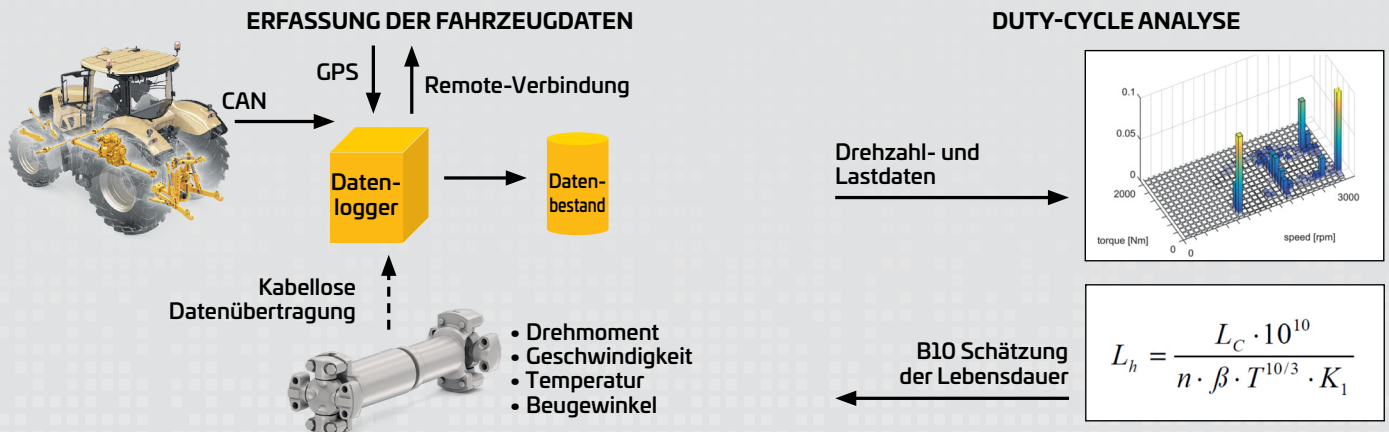 ERFASSUNG DER FAHRZEUGDATEN
GPS
Remote-Verbindung
CAN
Daten-
logger
Daten-
bestand
Kabellose
Datenübertragung
• Drehmoment
• Geschwindigkeit
• Temperatur
• Beugewinkel
DUTY-CYCLE ANALYSE
Drehzahl- und
Lastdaten
0.1
0.05
0
2000
3000
torque [Nm]
0 0
speed [rpm]
B10 Schätzung
der Lebensdauer
L_h = L_C · 10^10 / n · β · T^10/3 · K_1